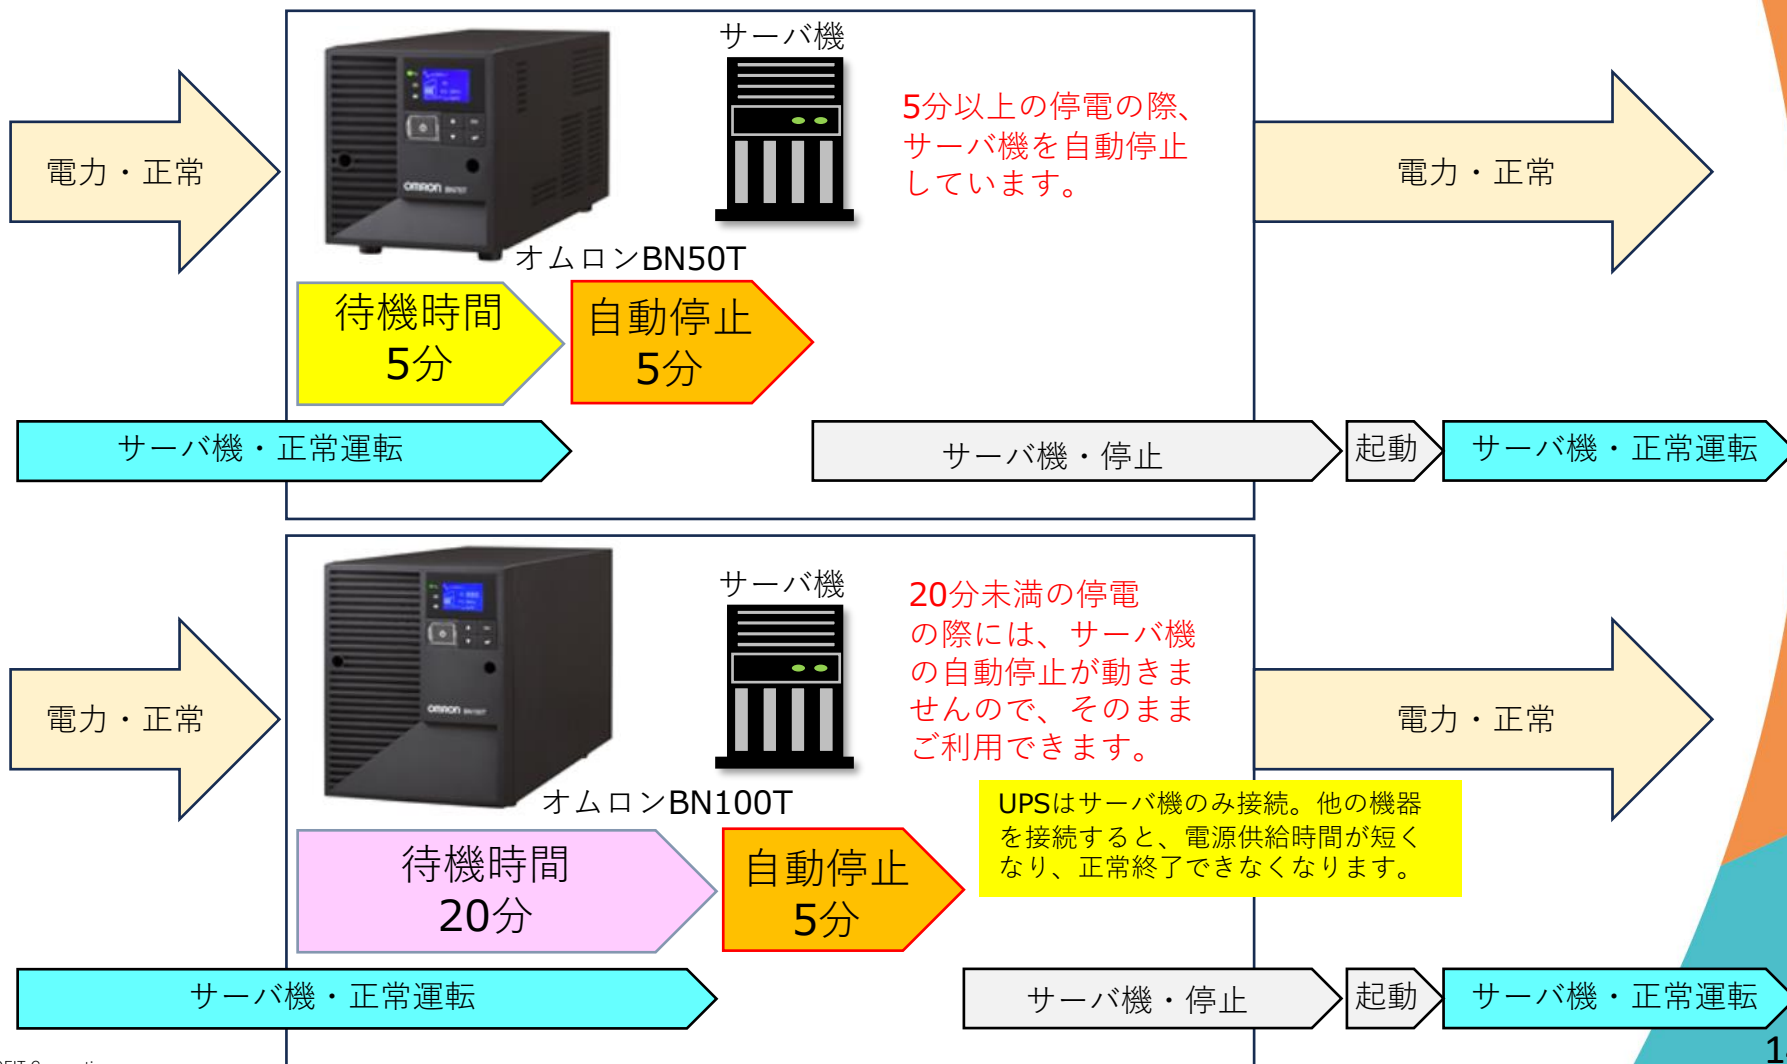 サーバ機
5分以上の停電の際、
サーバ機を自動停止
しています。
電力・正常
電力・正常
OMRON
オムロンBN50T
待機時間
5分
自動停止
5分
サーバ機・正常運転
サーバ機・停止
起動
サーバ機・正常運転
サーバ機
20分未満の停電
の際には、サーバ機
の自動停止が動きま
せんので、そのまま
ご利用できます。
電力・正常
電力・正常
OMRON
オムロンBN100T
UPSはサーバ機のみ接続。他の機器
を接続すると、電源供給時間が短く
なり、正常終了できなくなります。
待機時間
20分
自動停止
5分
サーバ機・正常運転
サーバ機・停止
起動
サーバ機・正常運転